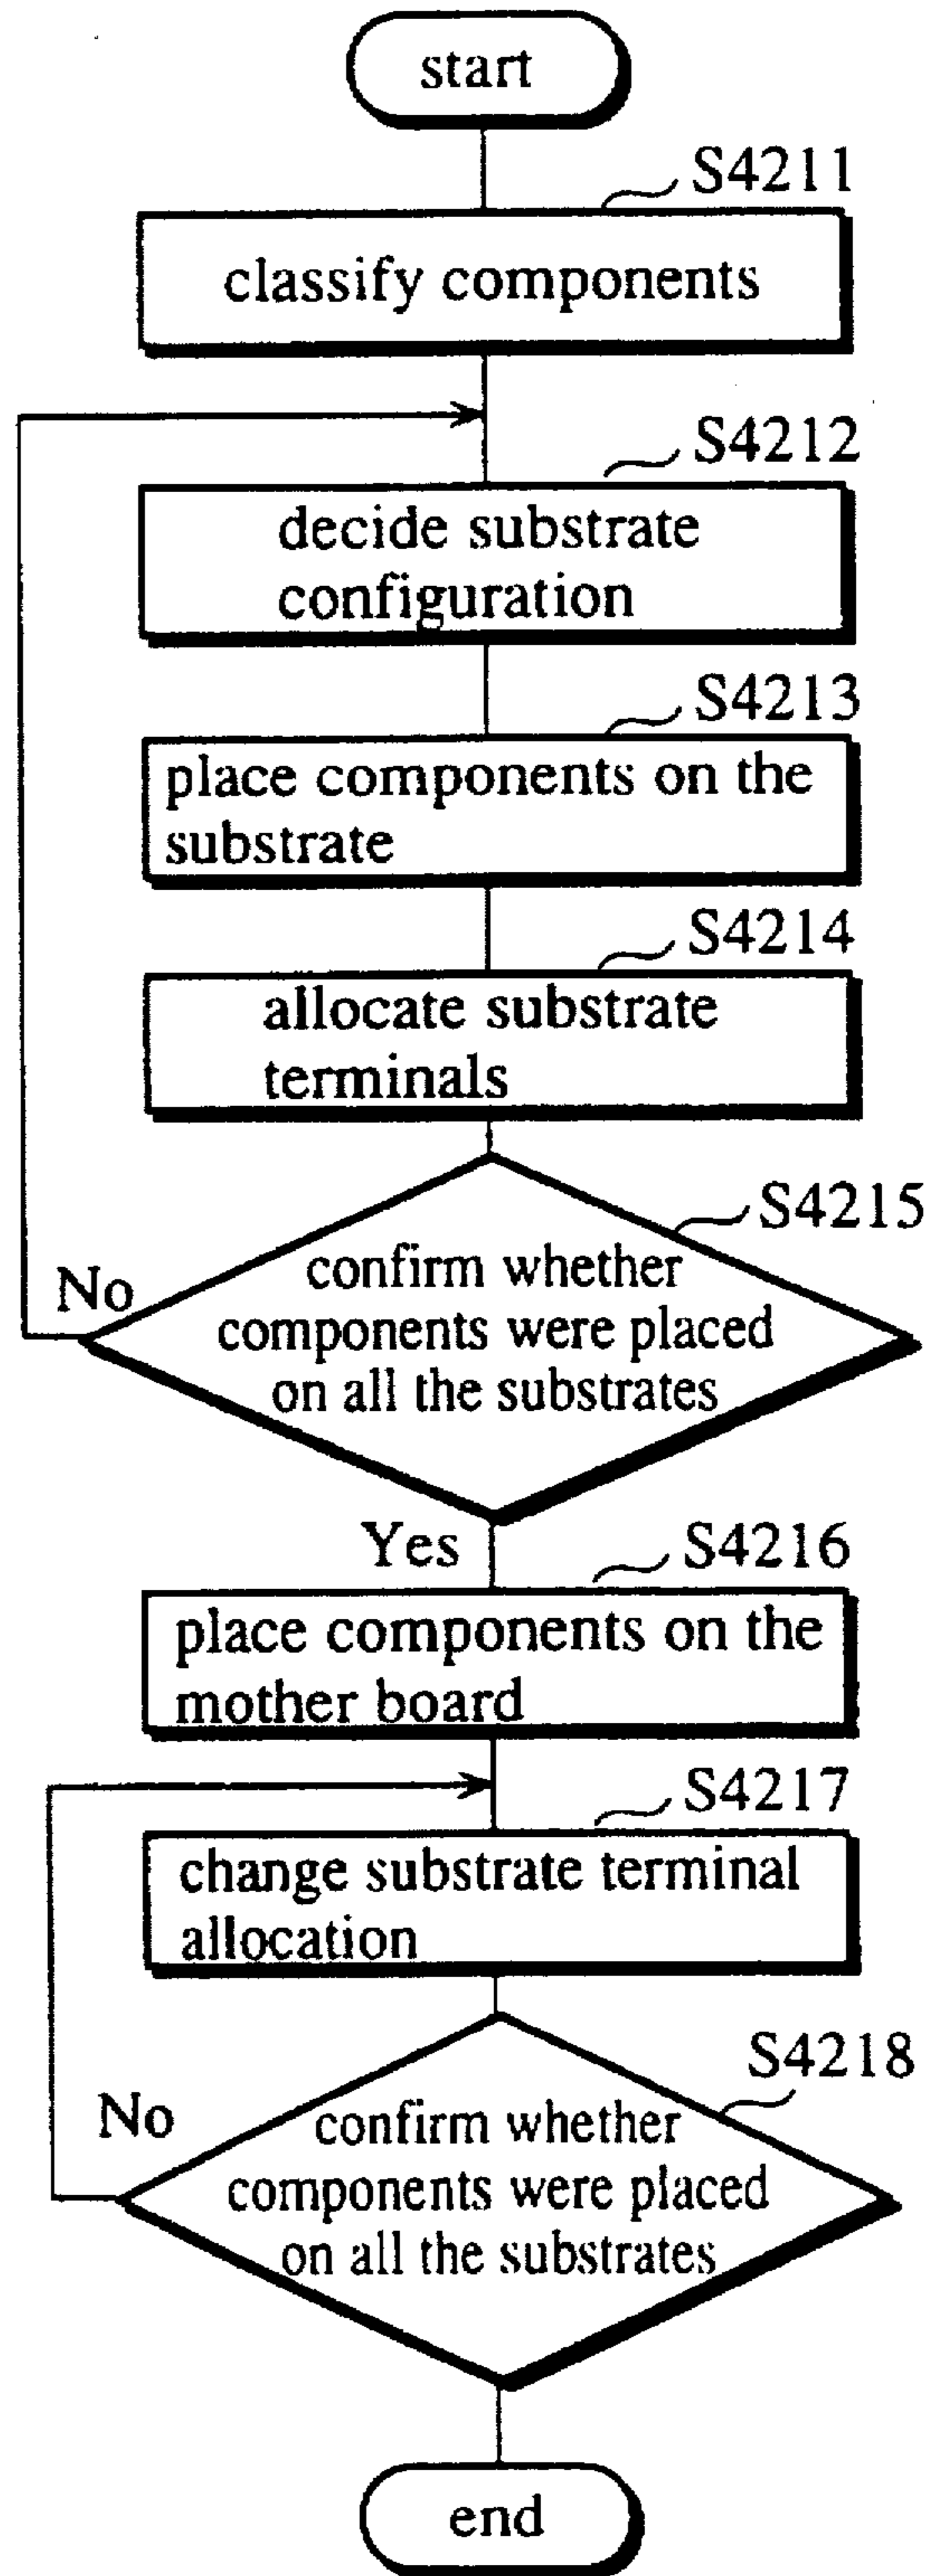 start
S4211
classify components
S4212
decide substrate
configuration
S4213
place components on the
substrate
S4214
allocate substrate
terminals
S4215
confirm whether
components were placed
on all the substrates
No
Yes
S4216
place components on the
mother board
S4217
change substrate terminal
allocation
S4218
confirm whether
components were placed
on all the substrates
No
end